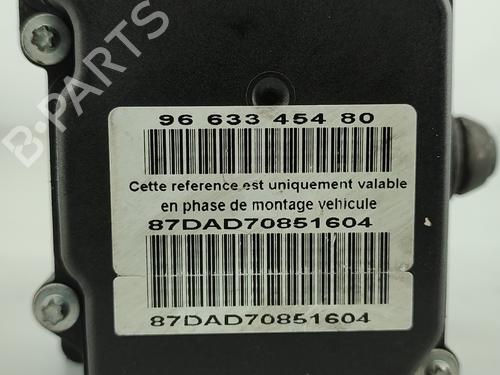 B-PARTS
96 633 454 80
Cette reference est uniquement valable
en phase de montage vehicule
87DAD70851604
87DAD70851604